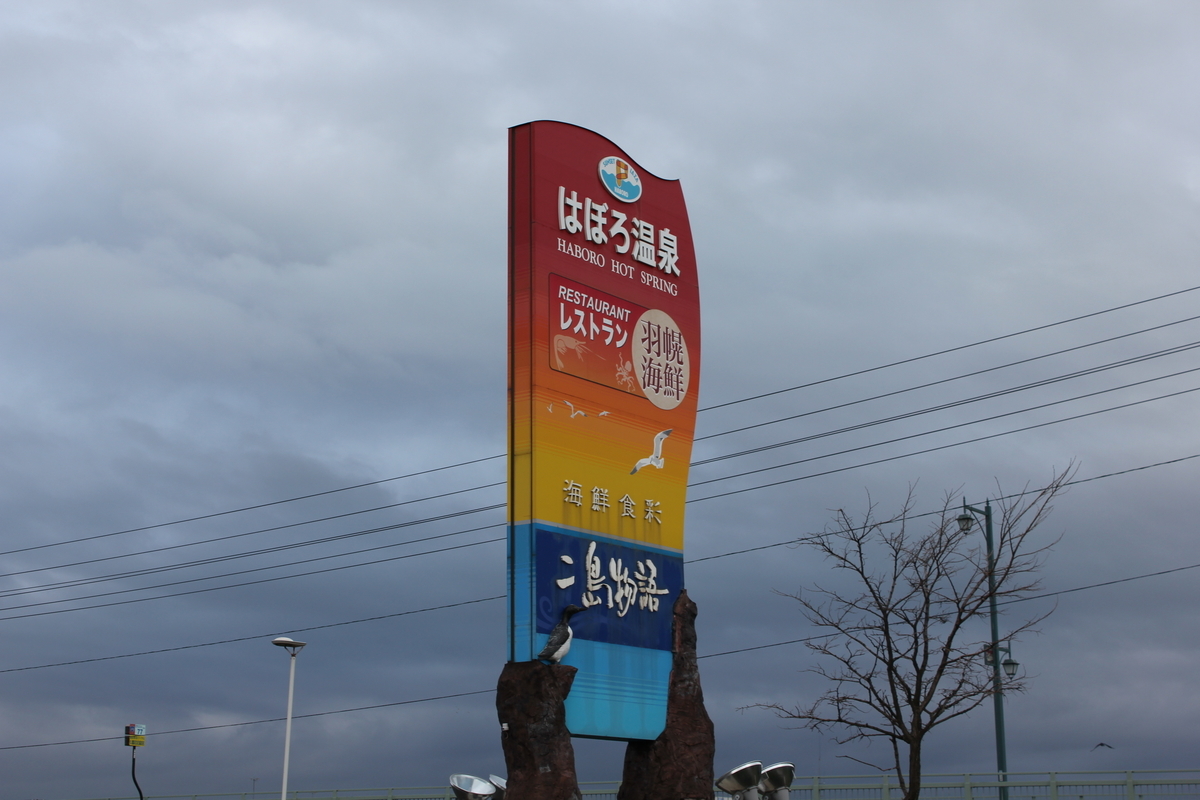 はぼろ温泉
HABORO HOT SPRING
RESTAURANT
レストラン
羽幌
海鮮
海鮮食彩
二島物語